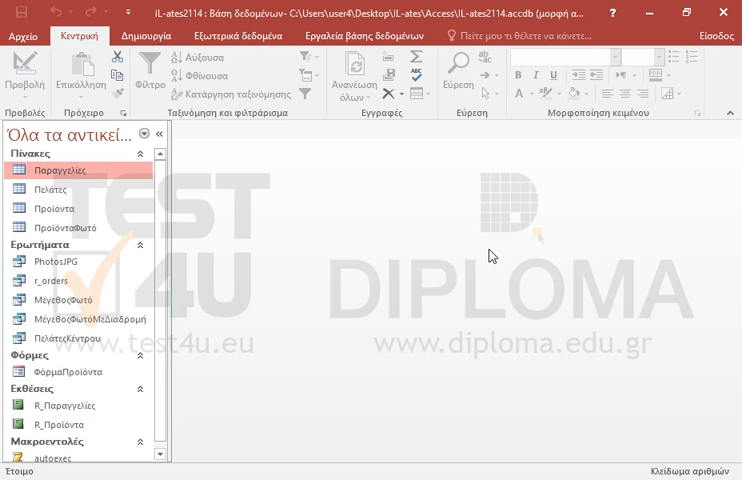 IL-ates2114 : Βάση δεδομένων- C:\Users\user4\Desktop\IL-ates\Access\IL-ates2114.accdb (μορφή α...
Αρχείο Κεντρική Δημιουργία Εξωτερικά δεδομένα Εργαλεία βάσης δεδομένων Πείτε μου τι θέλετε να κάνετε... Είσοδος
Προβολή
Επικόλληση
Φίλτρο
Αύξουσα
Φθίνουσα
Κατάργηση ταξινόμησης
Ανανέωση όλων
Εύρεση
Προβολές Πρόχειρο Ταξινόμηση και φιλτράρισμα Εγγραφές Εύρεση Μορφοποίηση κειμένου
Όλα τα αντικεί...
Πίνακες
Παραγγελίες
Πελάτες
Προϊόντα
ΠροϊόνταΦωτό
Ερωτήματα
PhotosJPG
r_orders
ΜέγεθοςΦωτό
ΜέγεθοςΦωτόΜεΔιαδρομή
ΠελάτεςΚέντρου
Φόρμες
ΦόρμαΠροϊόντα
Εκθέσεις
R_Παραγγελίες
R_Προϊόντα
Μακροεντολές
autoexec
TEST
4U
www.test4u.eu
D
DIPLOMA
www.diploma.edu.gr
Έτοιμο Κλείδωμα αριθμών